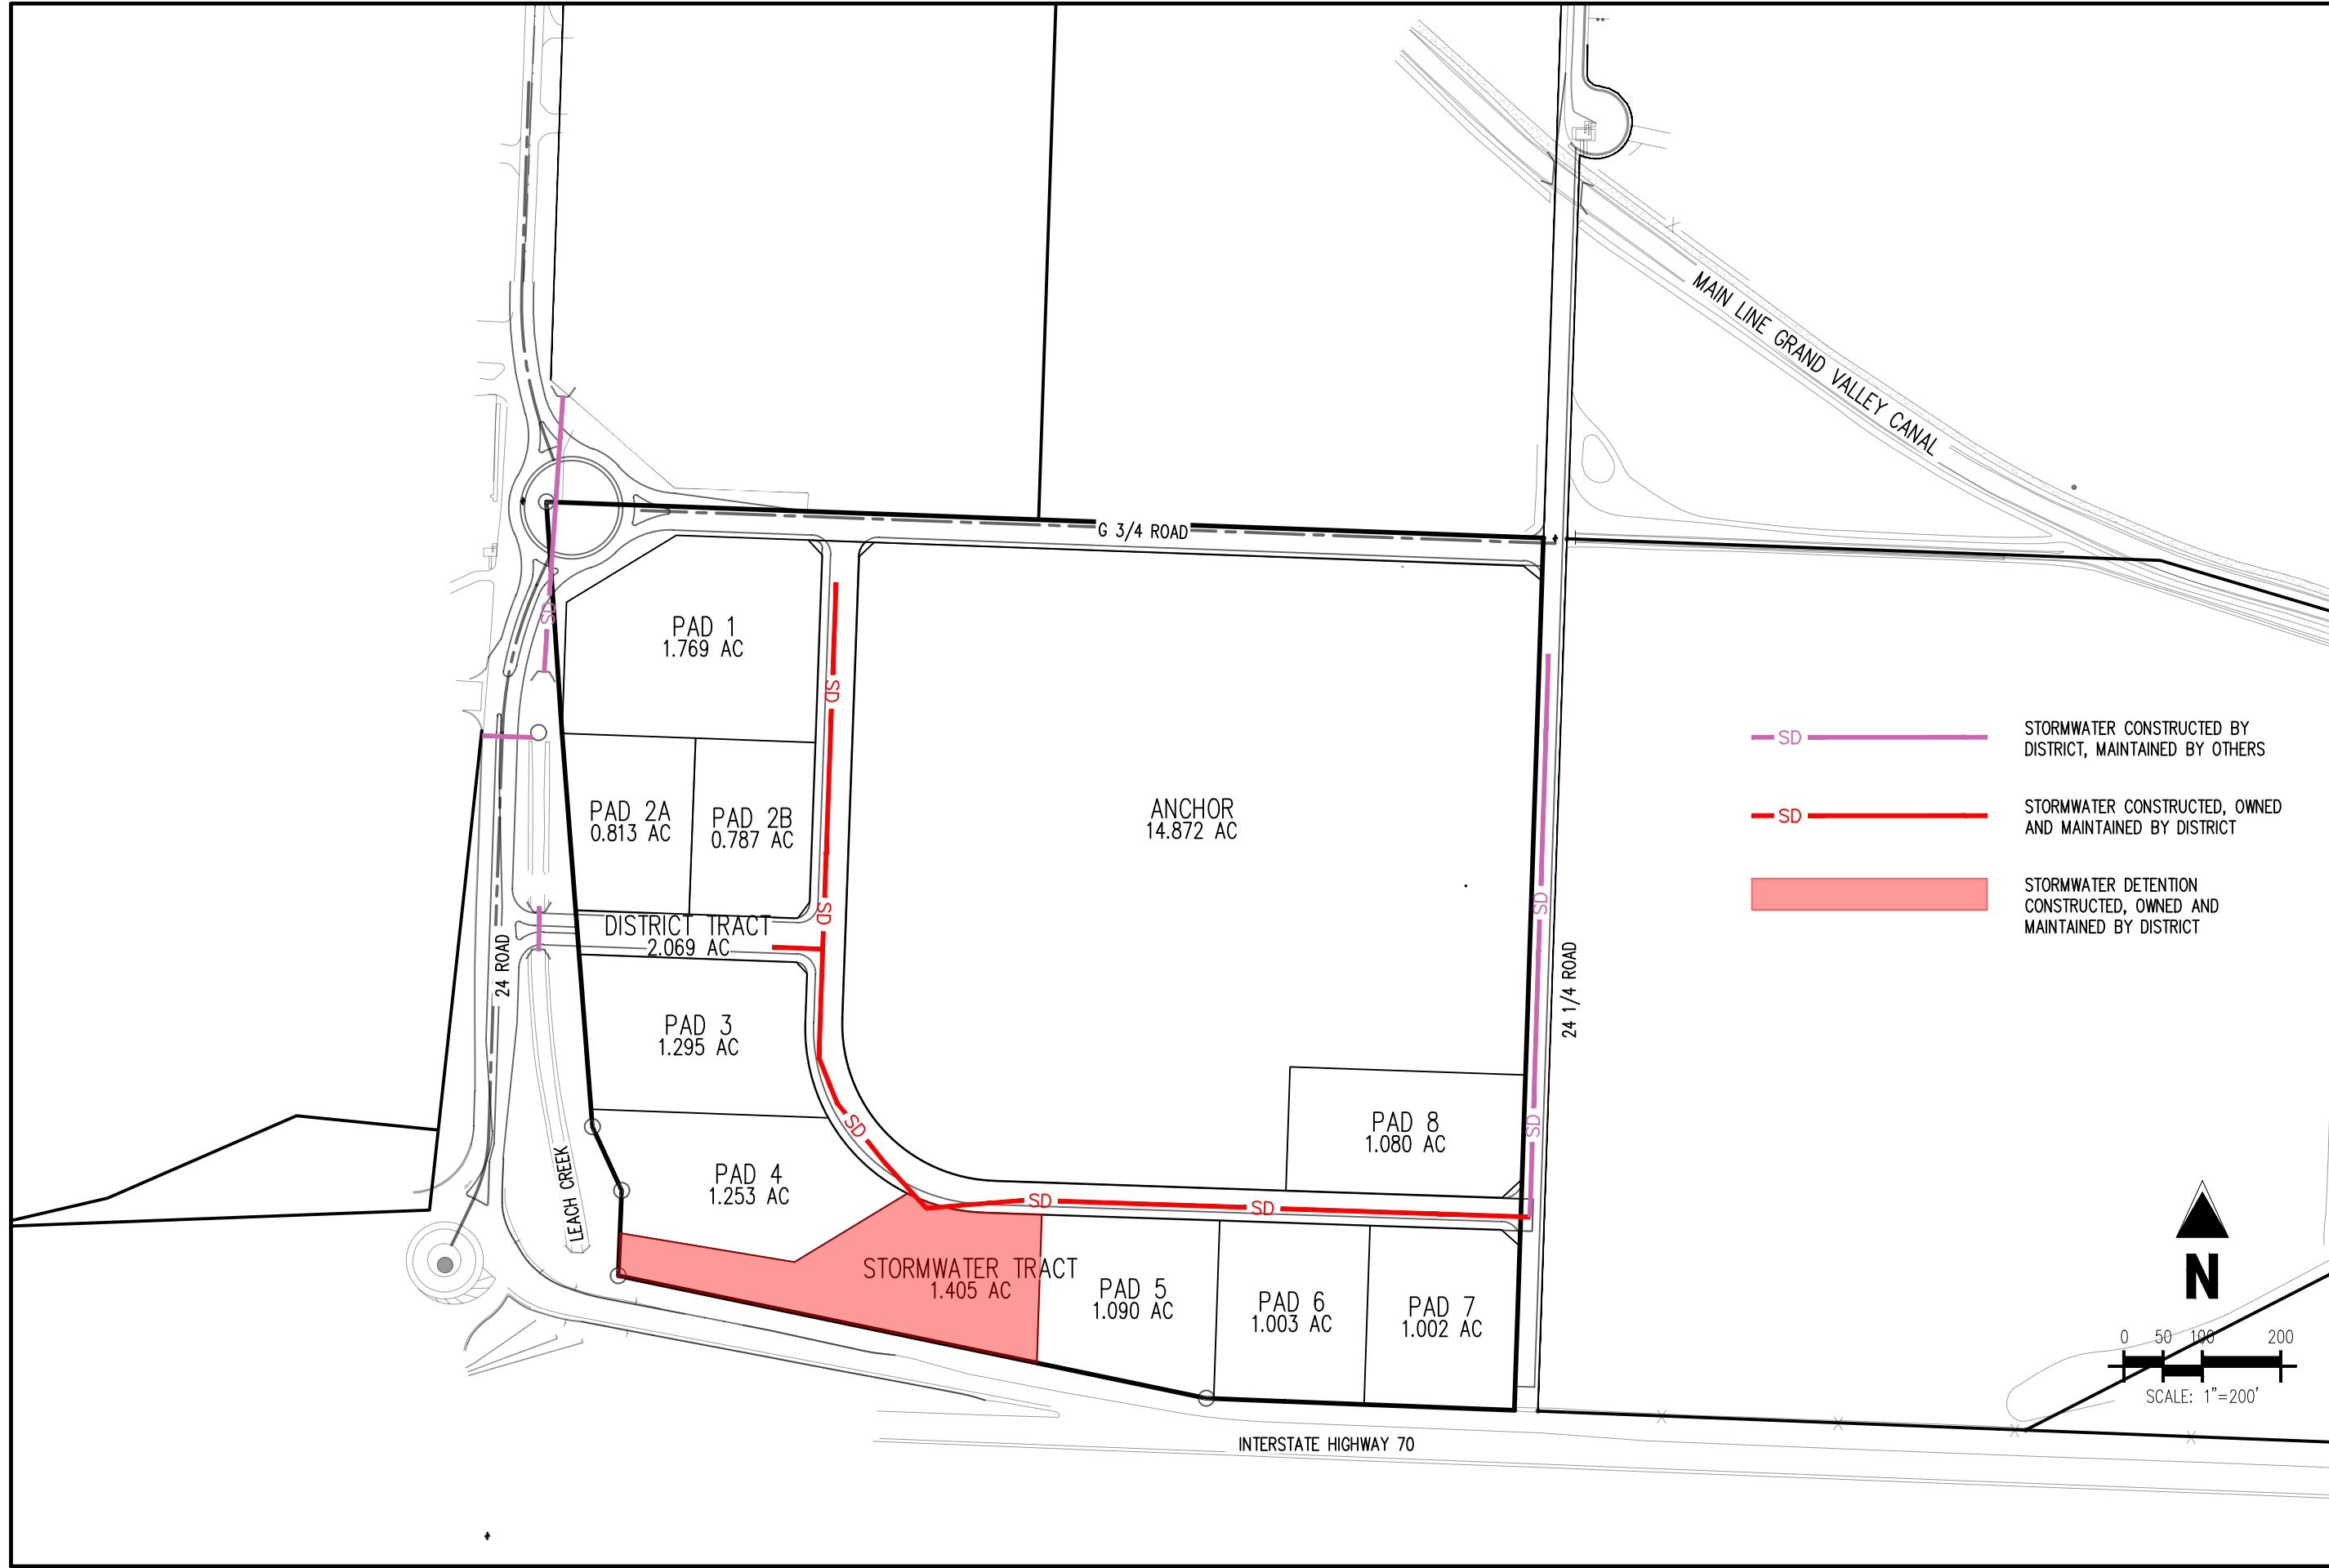 MAIN LINE GRAND VALLEY CANAL
G 3/4 ROAD
SD
PAD 1
1.769 AC
SD
SD
STORMWATER CONSTRUCTED BY
DISTRICT, MAINTAINED BY OTHERS
PAD 2A
0.813 AC
PAD 2B
0.787 AC
ANCHOR
14.872 AC
SD
STORMWATER CONSTRUCTED, OWNED
AND MAINTAINED BY DISTRICT
STORMWATER DETENTION
CONSTRUCTED, OWNED AND
MAINTAINED BY DISTRICT
SD
SD
DISTRICT TRACT
2.069 AC
24 ROAD
24 1/4 ROAD
PAD 3
1.295 AC
SD
PAD 8
1.080 AC
SD
LEACH CREEK
PAD 4
1.253 AC
SD
SD
STORMWATER TRACT
1.405 AC
PAD 5
1.090 AC
PAD 6
1.003 AC
PAD 7
1.002 AC
N
0 50 100 200
SCALE: 1"=200'
INTERSTATE HIGHWAY 70